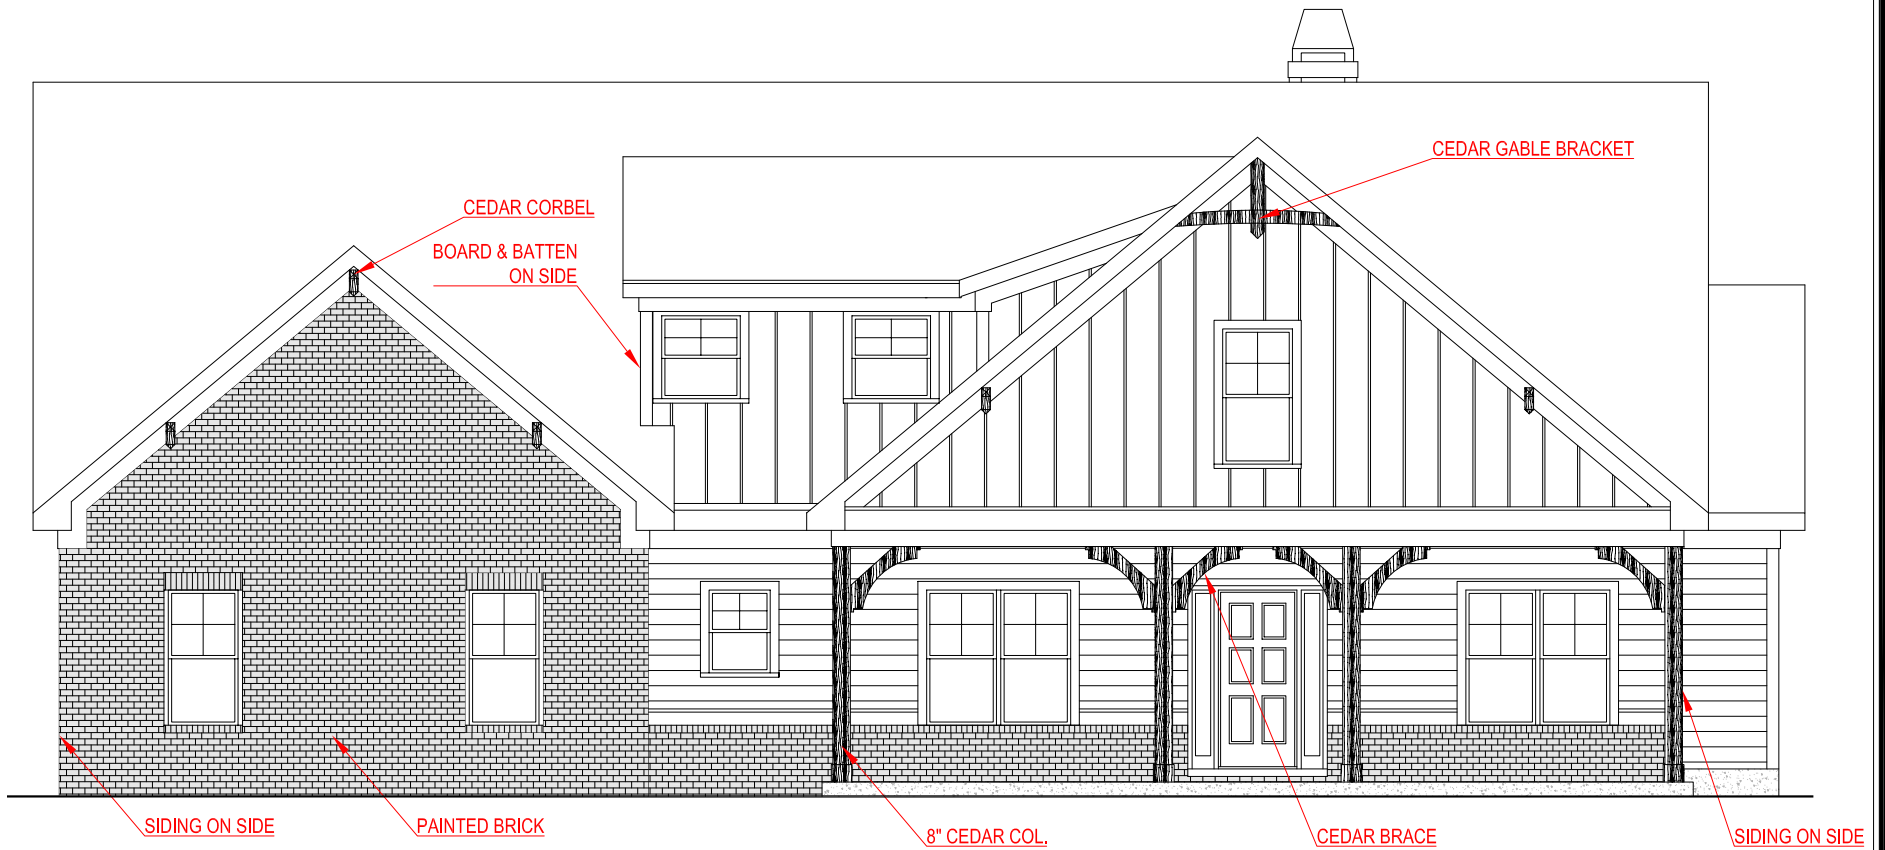 CEDAR GABLE BRACKET
CEDAR CORBEL
BOARD & BATTEN
ON SIDE
SIDING ON SIDE
PAINTED BRICK
8" CEDAR COL.
CEDAR BRACE
SIDING ON SIDE